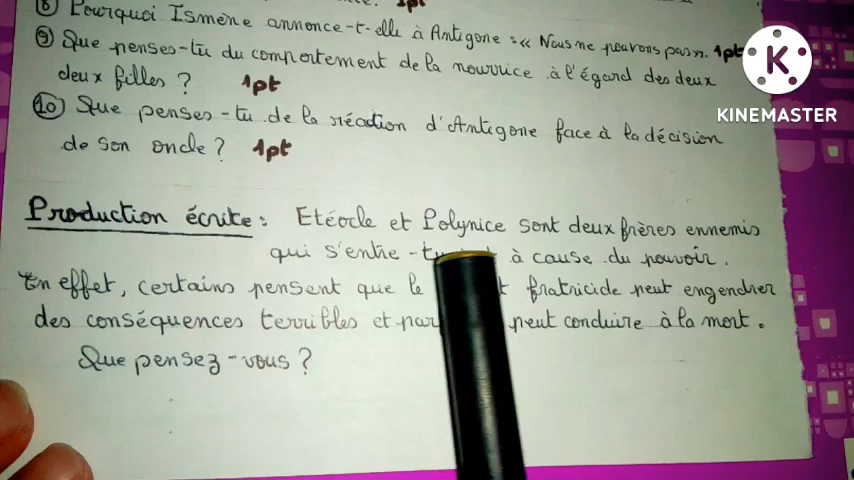 8 Pourquoi Ismène annonce-t-elle à Antigone : « Nous ne pouvons pas ». 1pt
9 Que penses-tu du comportement de la nourrice à l'égard des deux
deux filles ? 1pt
10 Que penses-tu de la réaction d'Antigone face à la décision
de son oncle ? 1pt
Production écrite : Etéocle et Polynice sont deux frères ennemis
qui s'entre- à cause du pouvoir.
En effet, certains pensent que le fratricide peut engendrer
des conséquences terribles et peut conduire à la mort.
Que pensez-vous ?
K
KINEMASTER